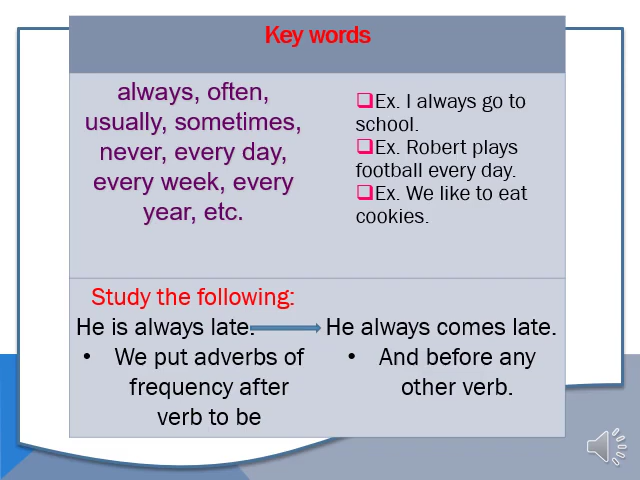 Key words
always, often,
usually, sometimes,
never, every day,
every week, every
year, etc.
❑Ex. I always go to
school.
❑Ex. Robert plays
football every day.
❑Ex. We like to eat
cookies.
Study the following:
He is always late.
• We put adverbs of
frequency after
verb to be
He always comes late.
• And before any
other verb.